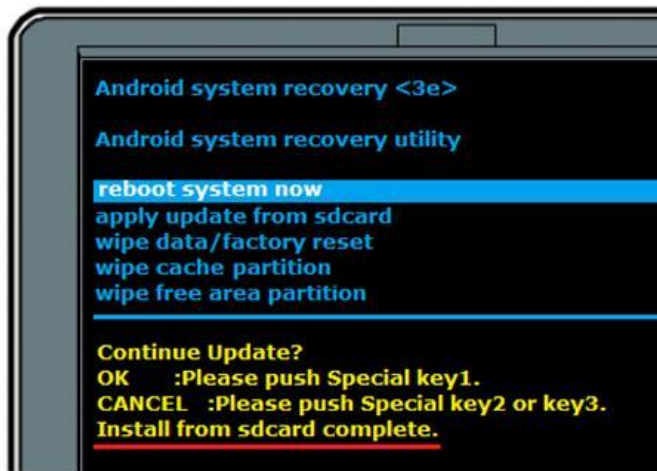 Android system recovery <3e>
Android system recovery utility
reboot system now
apply update from sdcard
wipe data/factory reset
wipe cache partition
wipe free area partition
Continue Update?
OK :Please push Special key1.
CANCEL :Please push Special key2 or key3.
Install from sdcard complete.